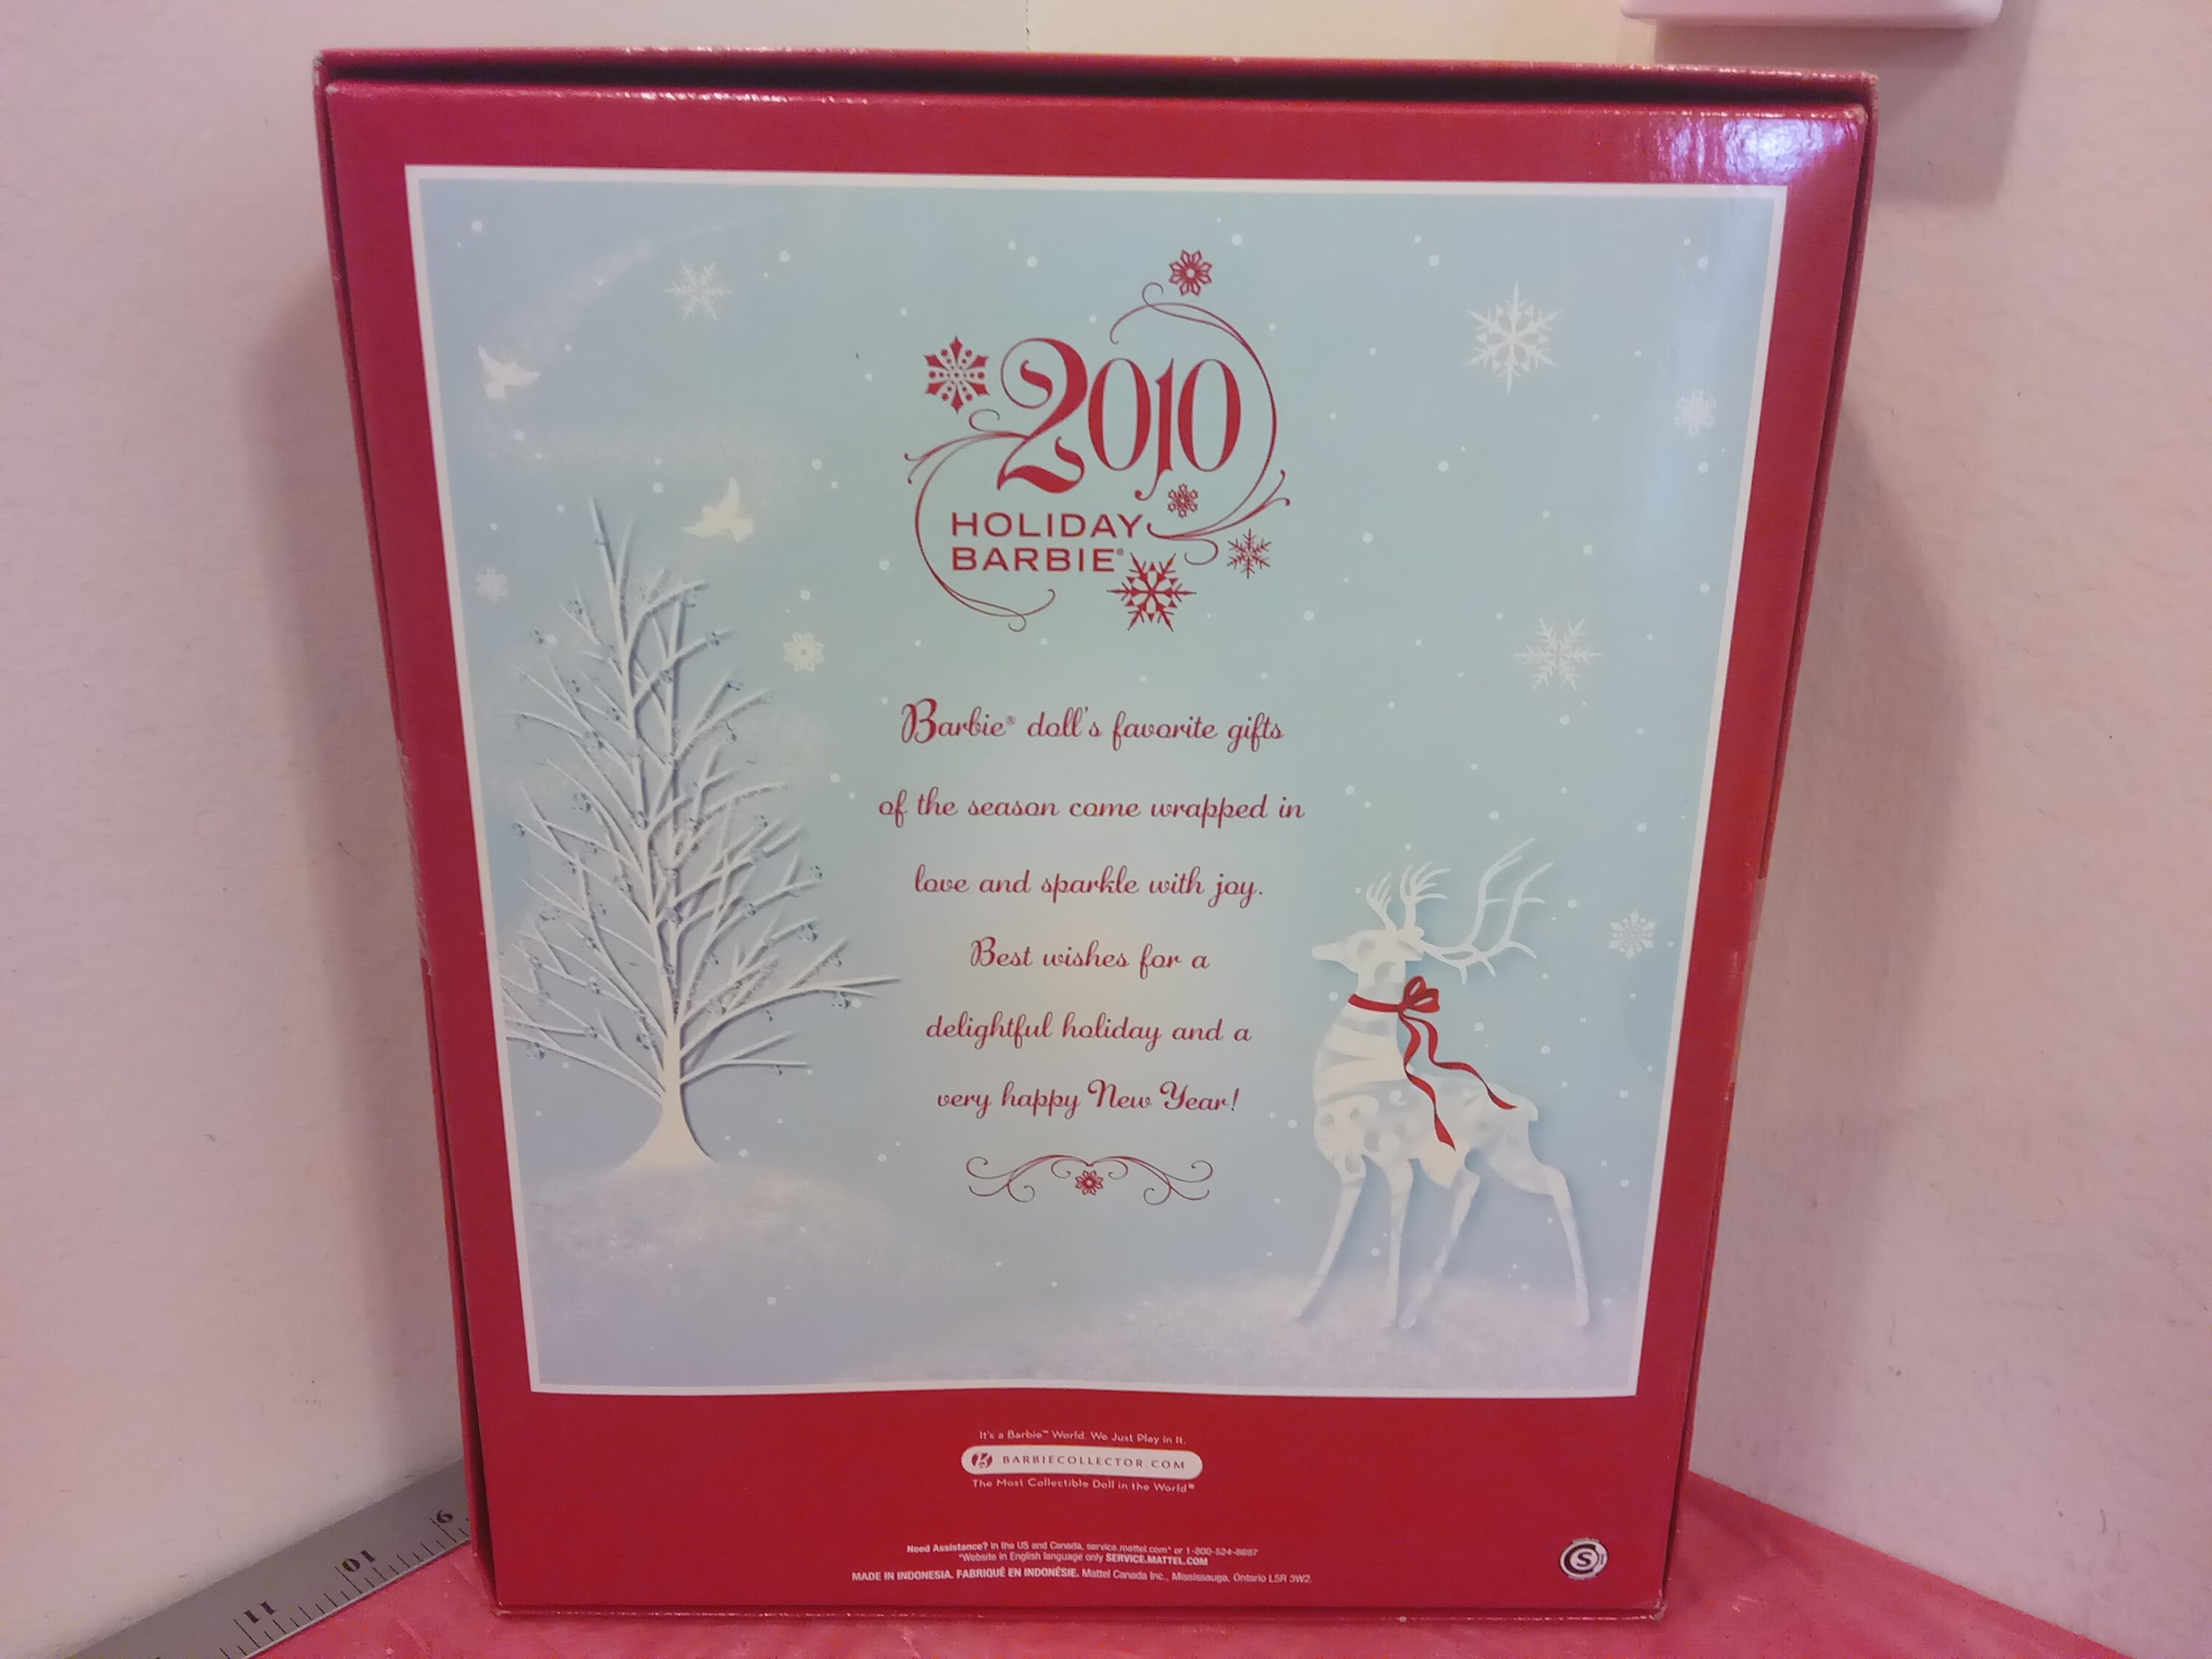 2010
HOLIDAY
BARBIE®
Barbie® doll's favorite gifts
of the season come wrapped in
love and sparkle with joy.
Best wishes for a
delightful holiday and a
very happy New Year!
It's a Barbie™ World. We Just Play in It.
BARBIECOLLECTOR.COM
The Most Collectible Doll in the World®
Need Assistance? In the US and Canada, service.mattel.com* or 1-800-524-8697
*Website in English language only SERVICE.MATTEL.COM
MADE IN INDONESIA. FABRIQUÉ EN INDONÉSIE. Mattel Canada Inc., Mississauga, Ontario L5R 3W2.
S
9
10
11